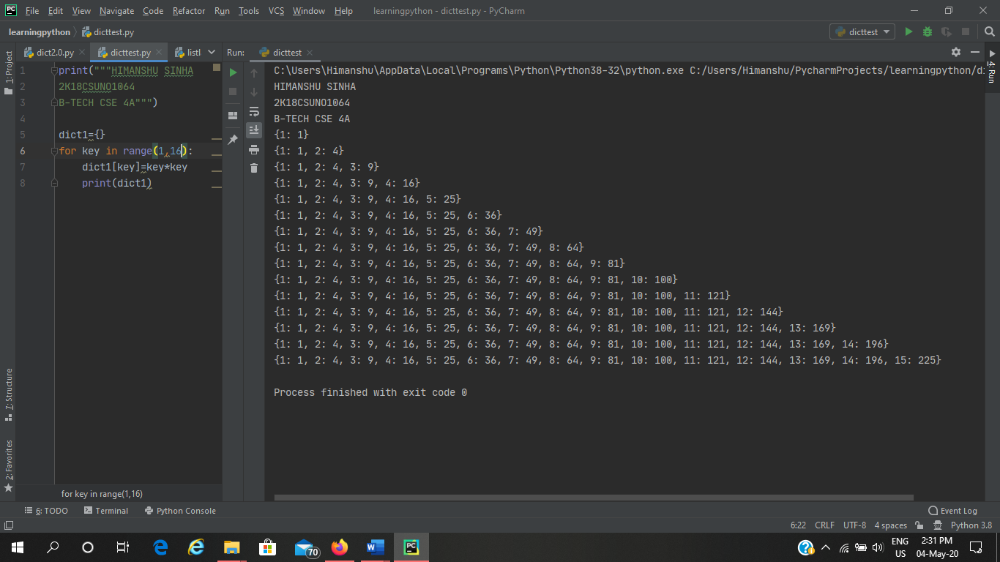 PC File Edit View Navigate Code Refactor Run Tools VCS Window Help learningpython - dicttest.py - PyCharm
learningpython dicttest.py dicttest
1: Project
dict2.0.py dicttest.py listl Run: dicttest
4: Run
1 print("""HIMANSHU SINHA
2 2K18CSUNO1064
3 B-TECH CSE 4A""")
4
5 dict1={}
6 for key in range(1,16):
7 dict1[key]=key*key
8 print(dict1)
C:\Users\Himanshu\AppData\Local\Programs\Python\Python38-32\python.exe C:/Users/Himanshu/PycharmProjects/learningpython/di
HIMANSHU SINHA
2K18CSUNO1064
B-TECH CSE 4A
{1: 1}
{1: 1, 2: 4}
{1: 1, 2: 4, 3: 9}
{1: 1, 2: 4, 3: 9, 4: 16}
{1: 1, 2: 4, 3: 9, 4: 16, 5: 25}
{1: 1, 2: 4, 3: 9, 4: 16, 5: 25, 6: 36}
{1: 1, 2: 4, 3: 9, 4: 16, 5: 25, 6: 36, 7: 49}
{1: 1, 2: 4, 3: 9, 4: 16, 5: 25, 6: 36, 7: 49, 8: 64}
{1: 1, 2: 4, 3: 9, 4: 16, 5: 25, 6: 36, 7: 49, 8: 64, 9: 81}
{1: 1, 2: 4, 3: 9, 4: 16, 5: 25, 6: 36, 7: 49, 8: 64, 9: 81, 10: 100}
{1: 1, 2: 4, 3: 9, 4: 16, 5: 25, 6: 36, 7: 49, 8: 64, 9: 81, 10: 100, 11: 121}
{1: 1, 2: 4, 3: 9, 4: 16, 5: 25, 6: 36, 7: 49, 8: 64, 9: 81, 10: 100, 11: 121, 12: 144}
{1: 1, 2: 4, 3: 9, 4: 16, 5: 25, 6: 36, 7: 49, 8: 64, 9: 81, 10: 100, 11: 121, 12: 144, 13: 169}
{1: 1, 2: 4, 3: 9, 4: 16, 5: 25, 6: 36, 7: 49, 8: 64, 9: 81, 10: 100, 11: 121, 12: 144, 13: 169, 14: 196}
{1: 1, 2: 4, 3: 9, 4: 16, 5: 25, 6: 36, 7: 49, 8: 64, 9: 81, 10: 100, 11: 121, 12: 144, 13: 169, 14: 196, 15: 225}
Process finished with exit code 0
7: Structure
2: Favorites
for key in range(1,16)
6: TODO Terminal Python Console Event Log
6:22 CRLF UTF-8 4 spaces Python 3.8
70 W PC ENG 2:31 PM
US 04-May-20